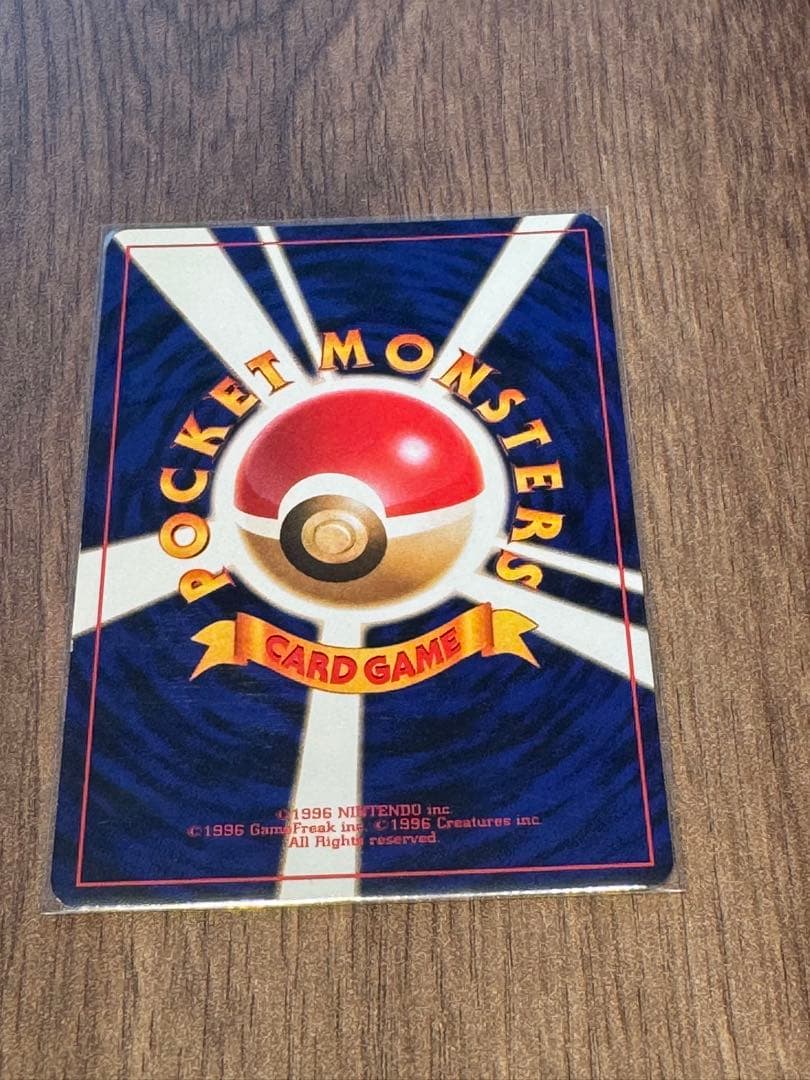 POCKET MONSTERS
CARD GAME
©1996 NINTENDO inc.
©1996 GameFreak inc. ©1996 Creatures inc.
All Rights reserved.